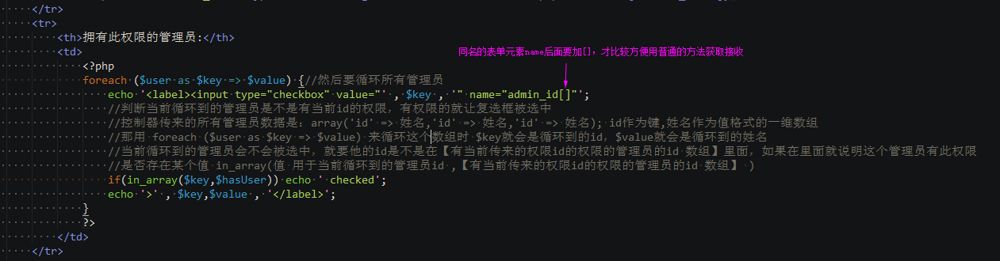 </tr>
<tr>
<th>拥有此权限的管理员:</th>
<td>
同名的表单元素name后面要加[]，才比较方便用普通的方法获取接收
<?php
foreach ($user as $key => $value) {//然后要循环所有管理员
echo '<label><input type="checkbox" value="' , $key , '" name="admin_id[]"';
//判断当前循环到的管理员是不是有当前id的权限，有权限的就让复选框被选中
//控制器传来的所有管理员数据是：array('id' => 姓名,'id' => 姓名,'id' => 姓名); id作为键,姓名作为值格式的一维数组
//那用 foreach ($user as $key => $value) 来循环这个数组时 $key就会是循环到的id，$value就会是循环到的姓名
//当前循环到的管理员会不会被选中，就要他的id是不是在【有当前传来的权限id的权限的管理员的id 数组】里面，如果在里面就说明这个管理员有此权限
//是否存在某个值 in_array(值 用于当前循环到的管理员id ,【有当前传来的权限id的权限的管理员的id 数组】 )
if(in_array($key,$hasUser)) echo ' checked';
echo '>' , $key,$value , '</label>';
}
?>
</td>
</tr>